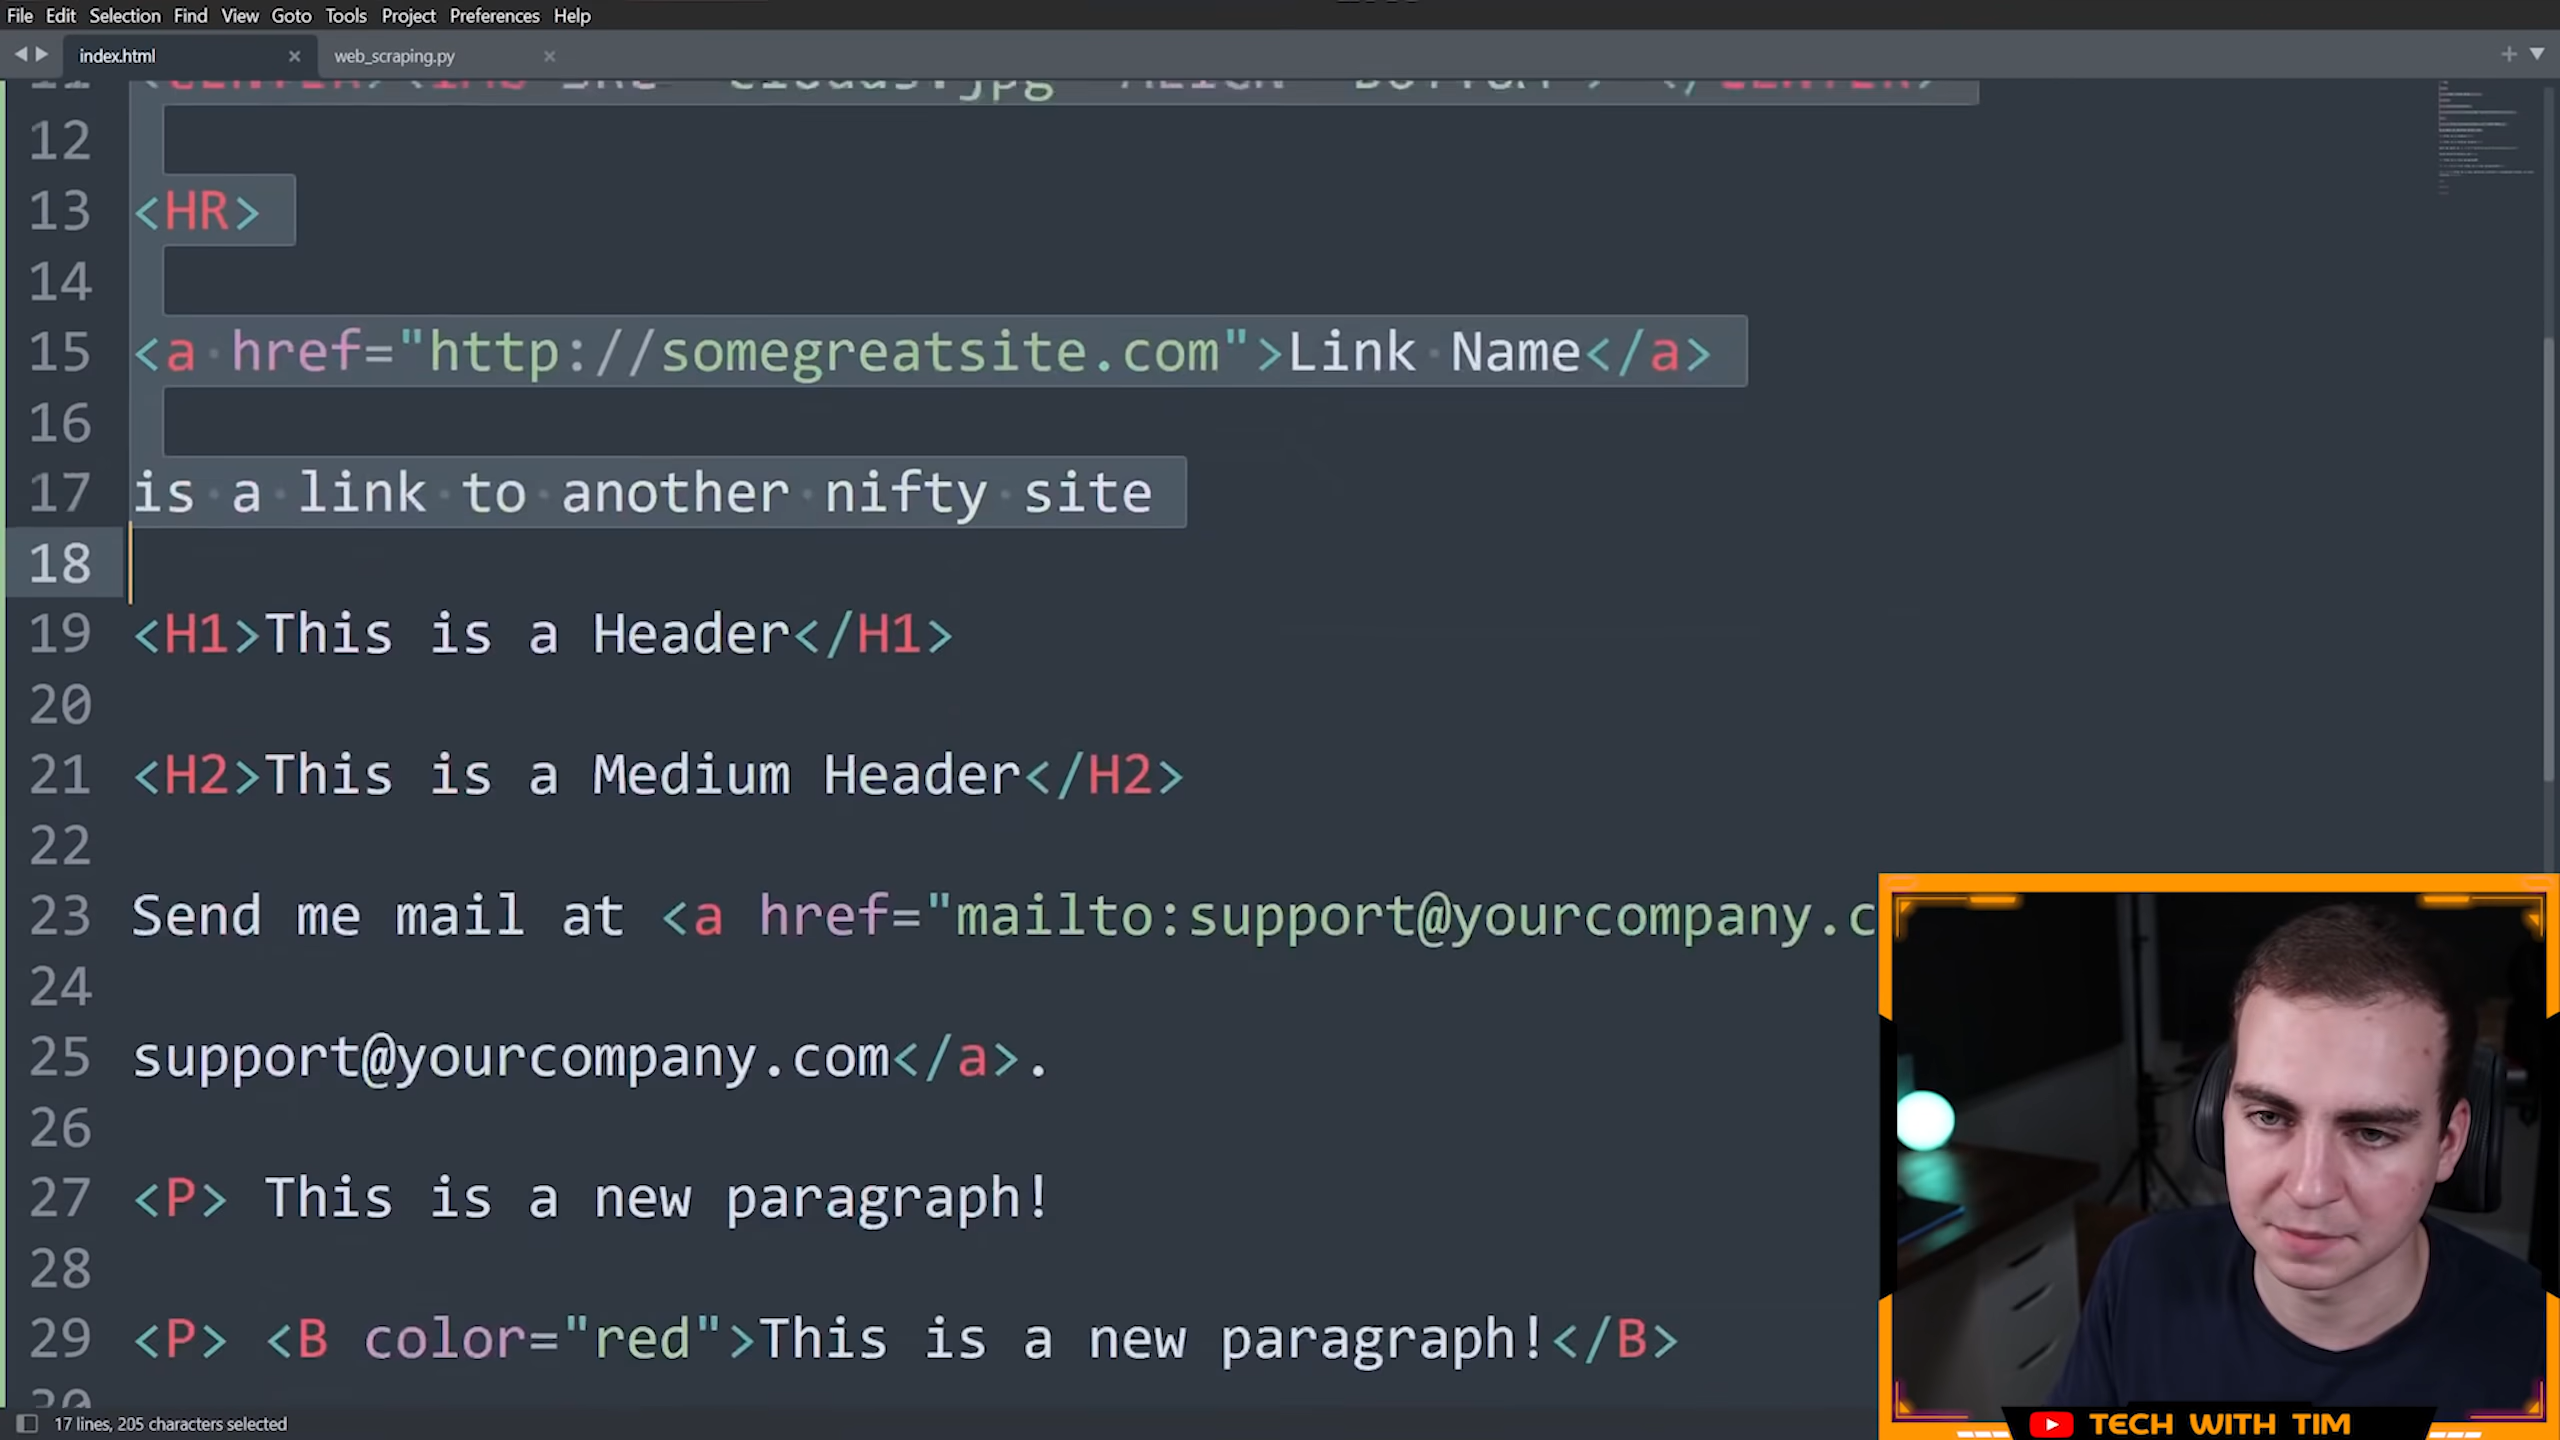 File Edit Selection Find View Goto Tools Project Preferences Help
index.html web_scraping.py
12
13 <HR>
14
15 <a href="http://somegreatsite.com">Link Name</a>
16
17 is a link to another nifty site
18
19 <H1>This is a Header</H1>
20
21 <H2>This is a Medium Header</H2>
22
23 Send me mail at <a href="mailto:support@yourcompany.c
24
25 support@yourcompany.com</a>.
26
27 <P> This is a new paragraph!
28
29 <P> <B color="red">This is a new paragraph!</B>
17 lines, 205 characters selected
TECH WITH TIM